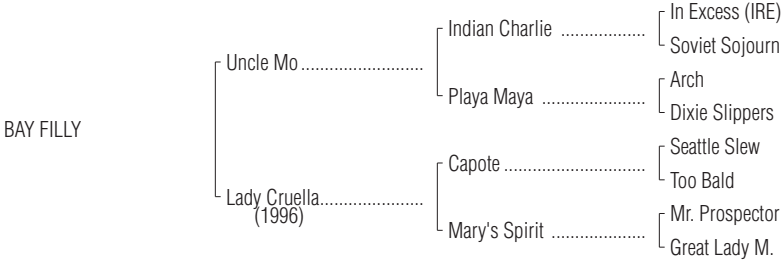 In Excess (IRE)
Indian Charlie ...................
Soviet Sojourn
Uncle Mo ..........................
Arch
Playa Maya ......................
Dixie Slippers
BAY FILLY
Seattle Slew
Capote ..............................
Too Bald
Lady Cruella......................
(1996)
Mr. Prospector
Mary's Spirit ....................
Great Lady M.